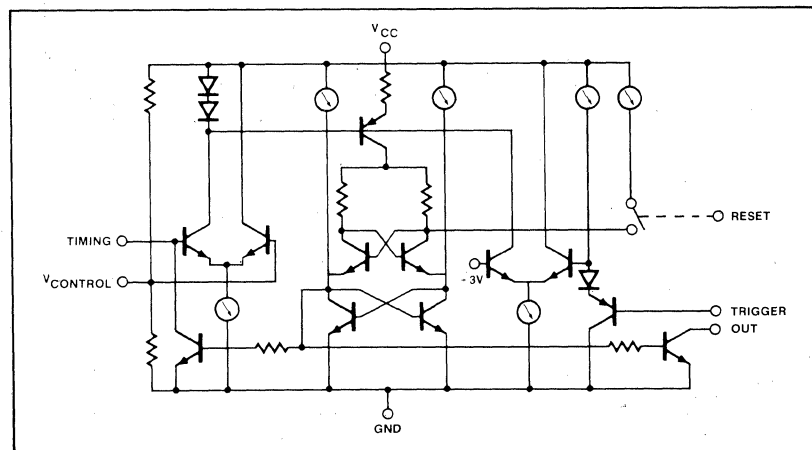 VCC
RESET
TIMING
VCONTROL
-3V
TRIGGER
OUT
GND